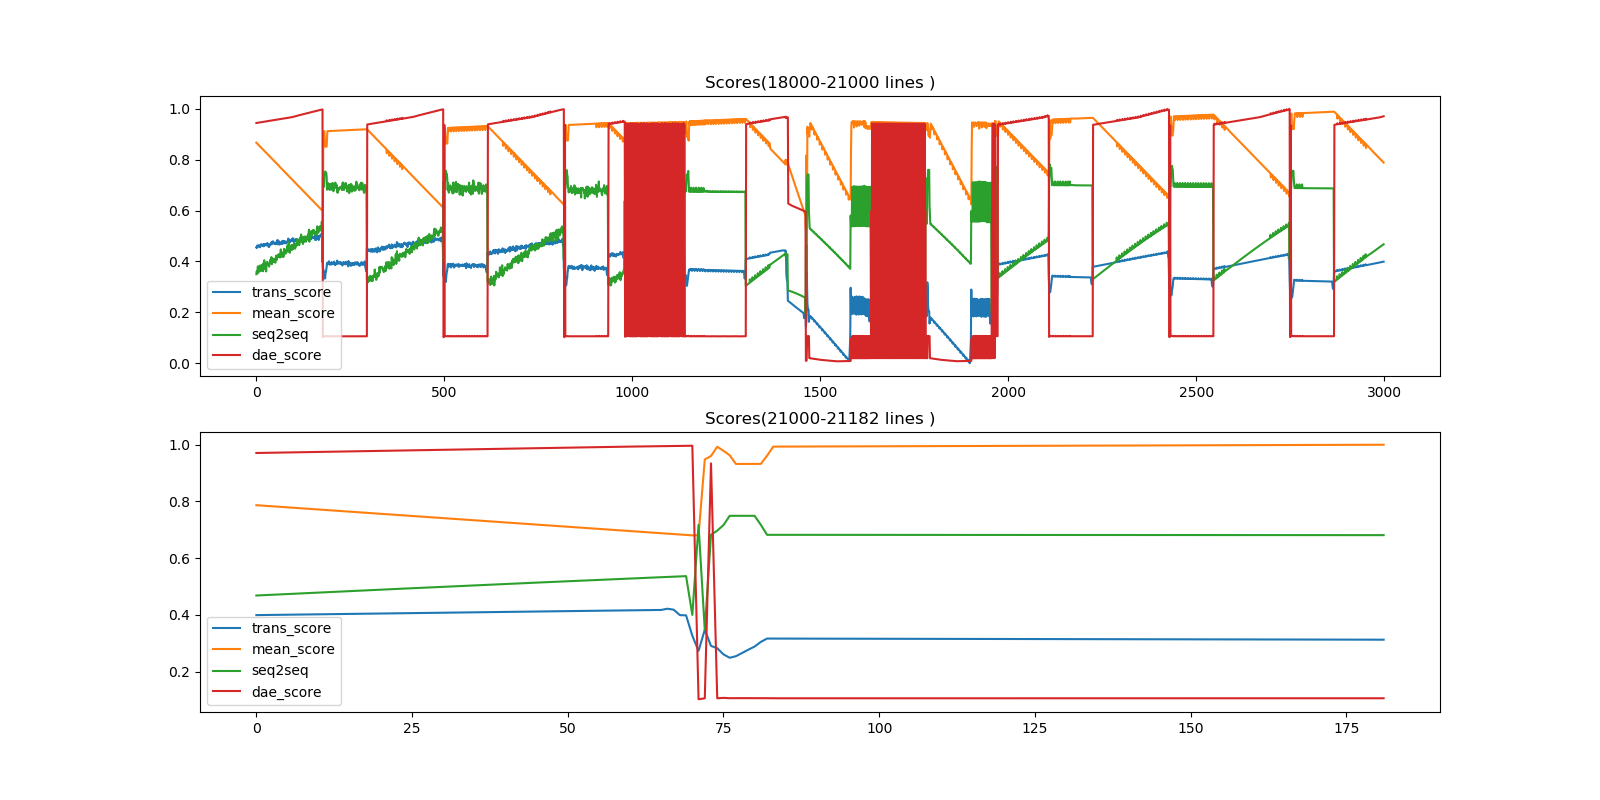 Scores(18000-21000 lines )
1.0
0.8
0.6
0.4
0.2
0.0
trans_score
mean_score
seq2seq
dae_score
0 500 1000 1500 2000 2500 3000
Scores(21000-21182 lines )
1.0
0.8
0.6
0.4
0.2
trans_score
mean_score
seq2seq
dae_score
0 25 50 75 100 125 150 175